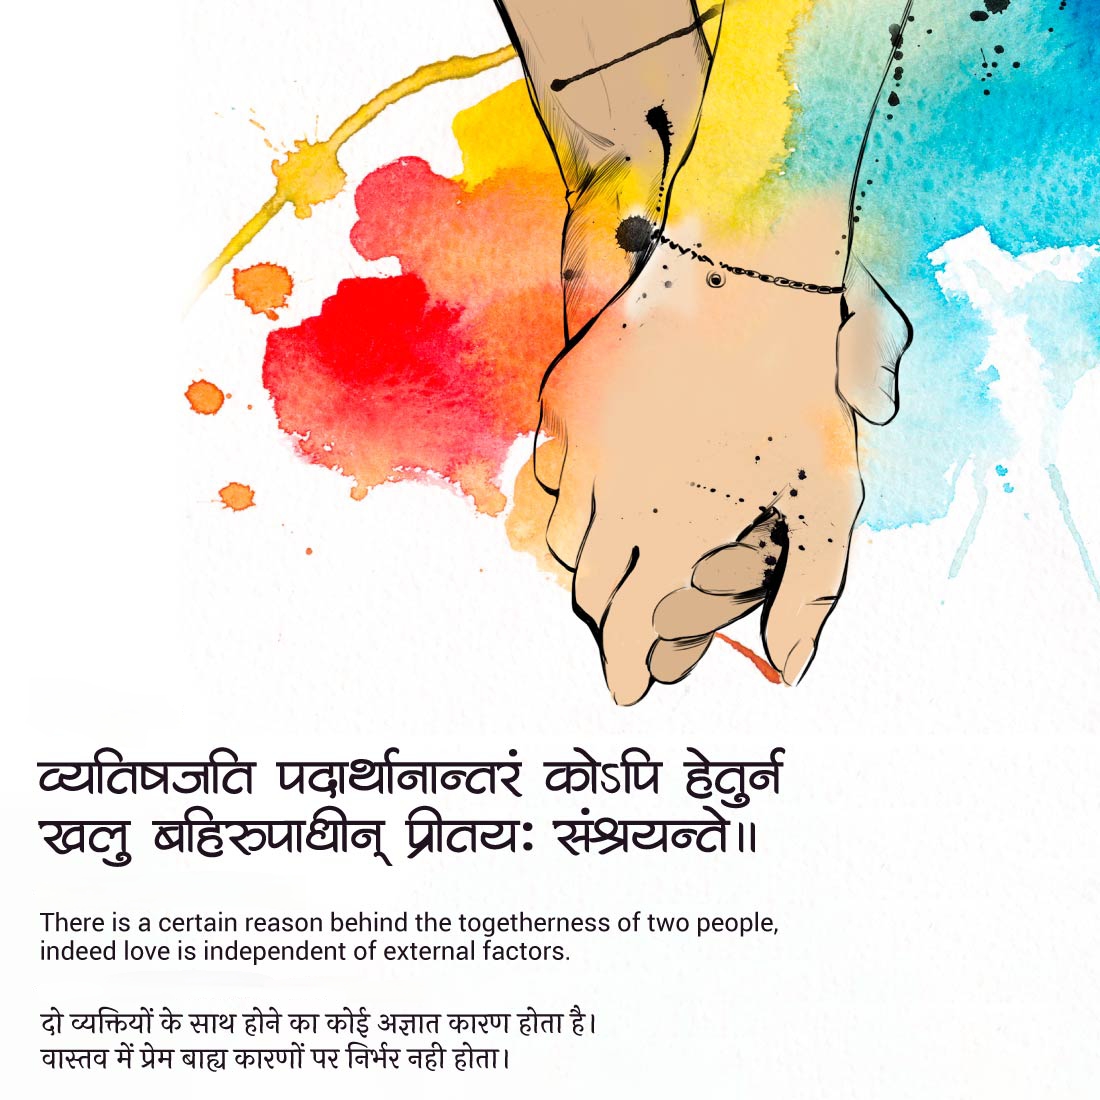 व्यतिषजति पदार्थानान्तरं कोऽपि हेतुर्न
खलु बहिरुपाधीन् प्रीतयः संश्रयन्ते॥
There is a certain reason behind the togetherness of two people,
indeed love is independent of external factors.
दो व्यक्तियों के साथ होने का कोई अज्ञात कारण होता है।
वास्तव में प्रेम बाह्य कारणों पर निर्भर नही होता।